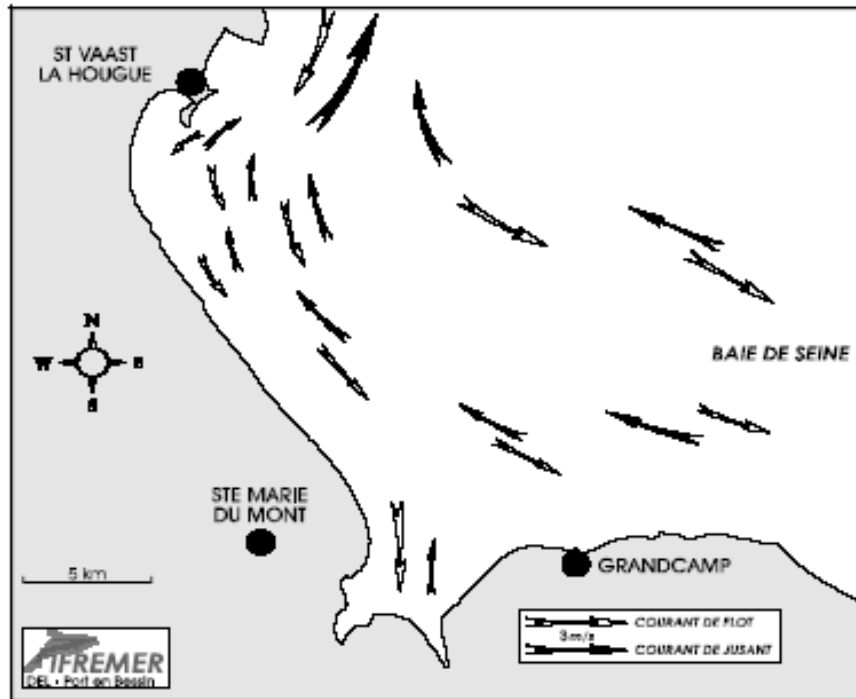 ST VAAST
LA HOUGUE
N
W
S
BAIE DE SEINE
STE MARIE
DU MONT
5 km
GRANDCAMP
COURANT DE FLOT
3m/s
COURANT DE JUSANT
IFREMER
DEL • Port en Bessin